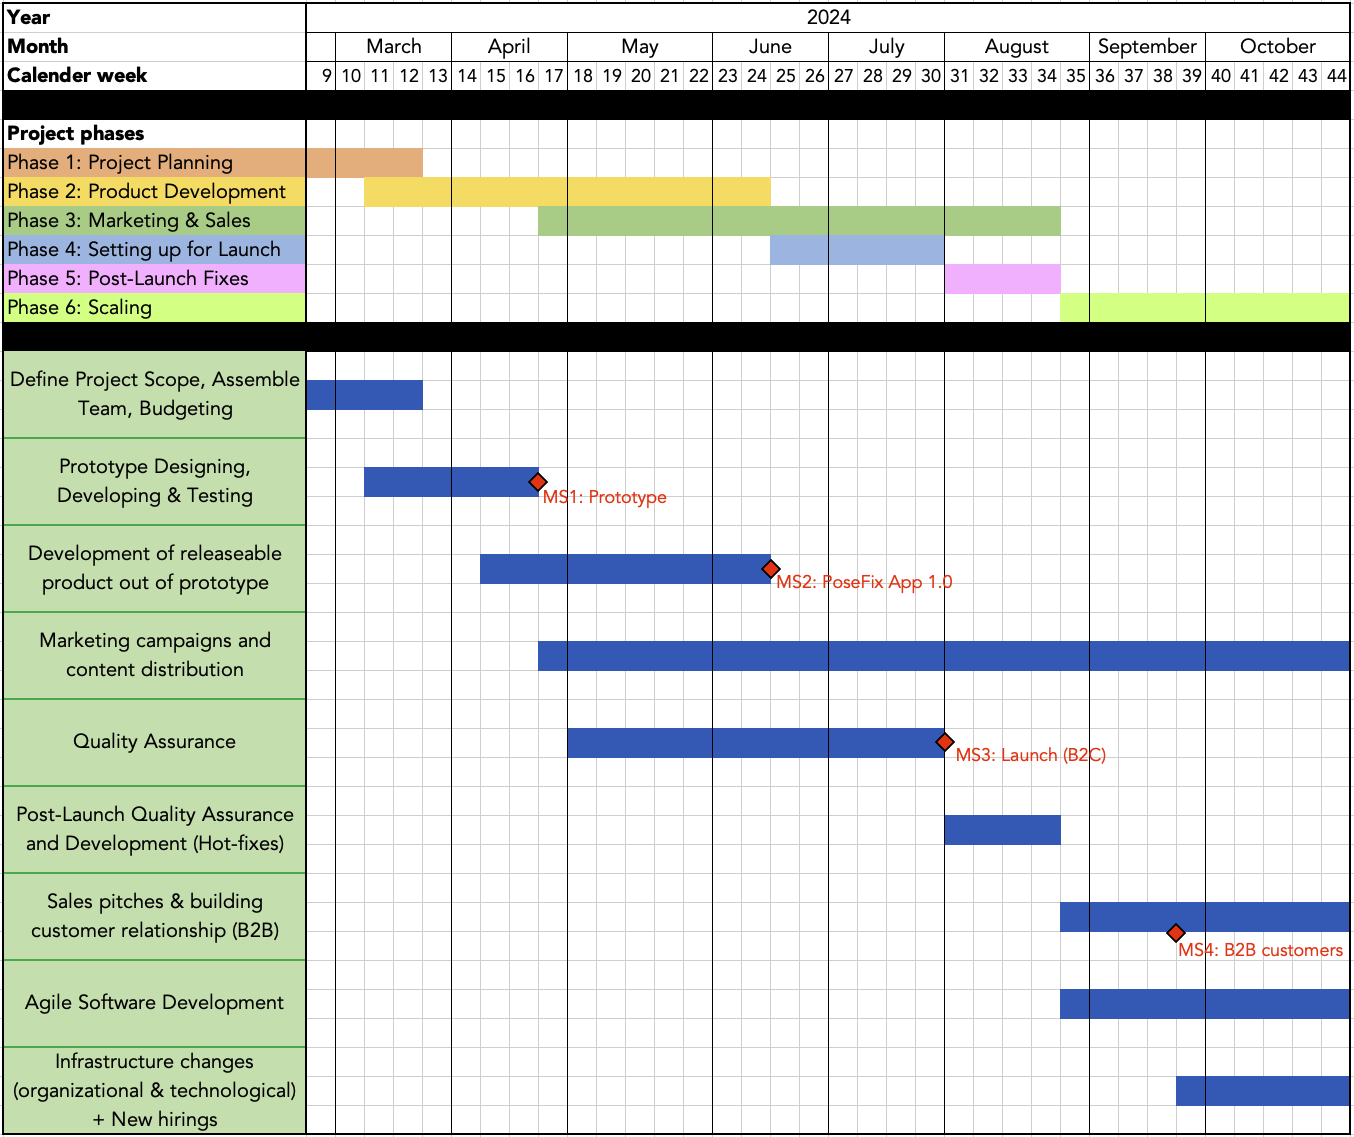 Year 2024
Month March April May June July August September October
Calender week 9 10 11 12 13 14 15 16 17 18 19 20 21 22 23 24 25 26 27 28 29 30 31 32 33 34 35 36 37 38 39 40 41 42 43 44
Project phases
Phase 1: Project Planning
Phase 2: Product Development
Phase 3: Marketing & Sales
Phase 4: Setting up for Launch
Phase 5: Post-Launch Fixes
Phase 6: Scaling
Define Project Scope, Assemble
Team, Budgeting
Prototype Designing,
Developing & Testing
MS1: Prototype
Development of releaseable
product out of prototype
MS2: PoseFix App 1.0
Marketing campaigns and
content distribution
Quality Assurance
MS3: Launch (B2C)
Post-Launch Quality Assurance
and Development (Hot-fixes)
Sales pitches & building
customer relationship (B2B)
MS4: B2B customers
Agile Software Development
Infrastructure changes
(organizational & technological)
+ New hirings